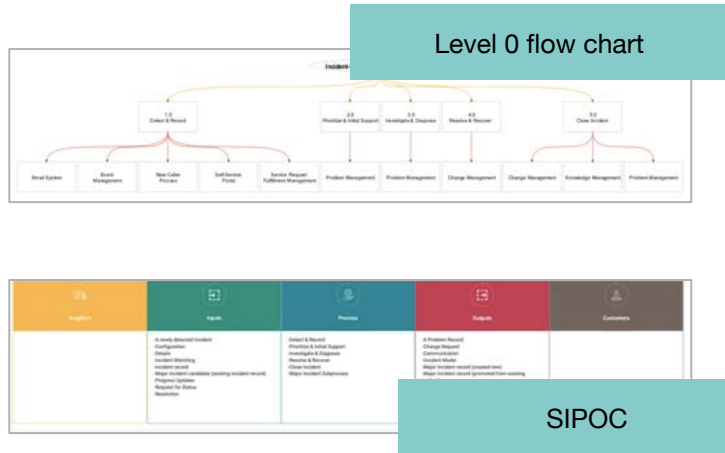 Level 0 flow chart
Incident
1.0
Detect & Record
2.0
Prioritize & Initial Support
3.0
Investigate & Diagnose
4.0
Resolve & Recover
5.0
Close Incident
Email System
Event
Management
New Caller
Process
Self-Service
Portal
Service Request
Fulfillment Management
Problem Management
Problem Management
Change Management
Change Management
Knowledge Management
Problem Management
Suppliers
Inputs
Process
Outputs
Customers
A newly detected Incident
Configuration
Details
Incident Matching
Incident record
Major Incident candidate (existing incident record)
Progress Updates
Request for Status
Resolution
Detect & Record
Prioritize & Initial Support
Investigate & Diagnose
Resolve & Recover
Close Incident
Major Incident Subprocess
A Problem Record
Change Request
Communication
Incident Model
Major Incident record (created new)
Major Incident record (promoted from existing
SIPOC